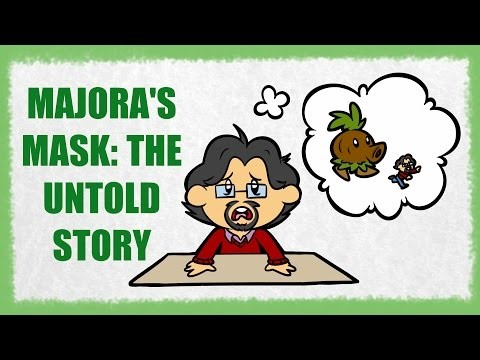 MAJORA'S
MASK: THE
UNTOLD
STORY